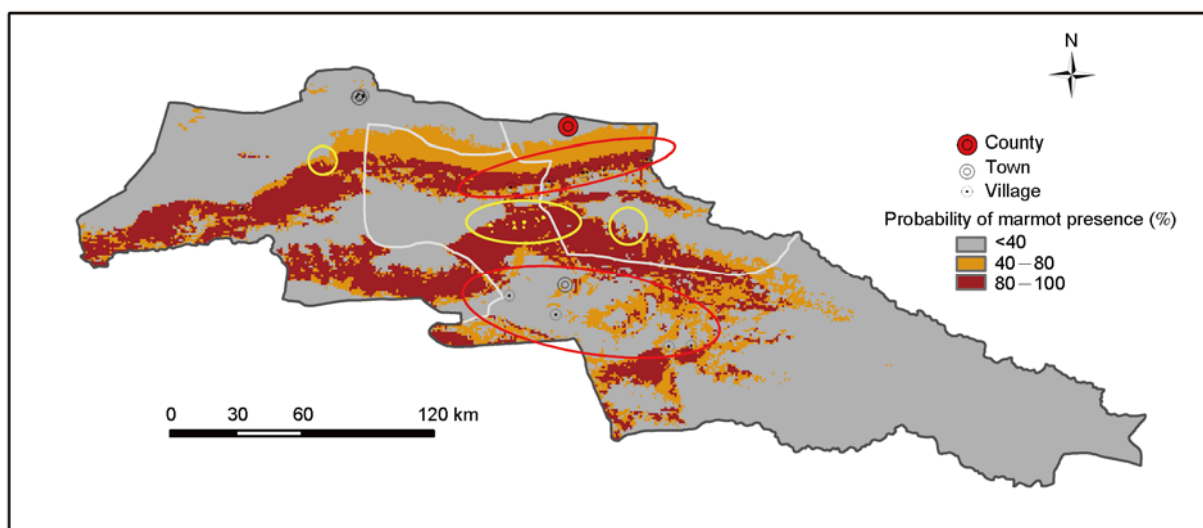 N
County
Town
Village
Probability of marmot presence (%)
<40
40－80
80－100
0 30 60 120 km